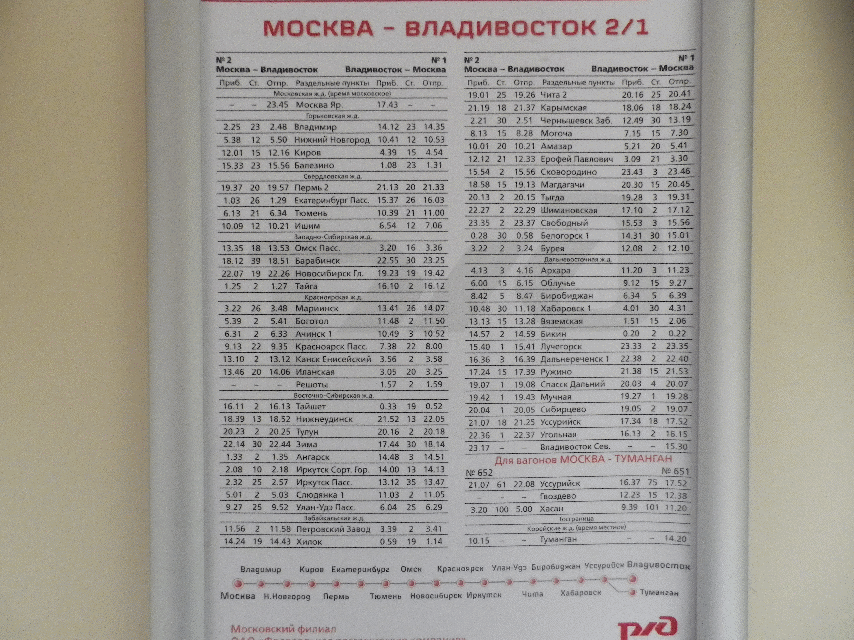 МОСКВА – ВЛАДИВОСТОК 2/1
№ 2 № 1
Москва – Владивосток Владивосток – Москва
Приб. Ст. Отпр. Раздельные пункты Приб. Ст. Отпр.
Московская ж.д. (время московское)
– – 23.45 Москва Яр. 17.43 – –
Горьковская ж.д.
2.25 23 2.48 Владимир 14.12 23 14.35
5.38 12 5.50 Нижний Новгород 10.41 12 10.53
12.01 15 12.16 Киров 4.39 15 4.54
15.33 23 15.56 Балезино 1.08 23 1.31
Свердловская ж.д.
19.37 20 19.57 Пермь 2 21.13 20 21.33
1.03 26 1.29 Екатеринбург Пасс. 15.37 26 16.03
6.13 21 6.34 Тюмень 10.39 21 11.00
10.09 12 10.21 Ишим 6.54 12 7.06
Западно-Сибирская ж.д.
13.35 18 13.53 Омск Пасс. 3.20 16 3.36
18.12 39 18.51 Барабинск 22.55 30 23.25
22.07 19 22.26 Новосибирск Гл. 19.23 19 19.42
1.25 2 1.27 Тайга 16.10 2 16.12
Красноярская ж.д.
3.22 26 3.48 Мариинск 13.41 26 14.07
5.39 2 5.41 Боготол 11.48 2 11.50
6.31 2 6.33 Ачинск 1 10.49 3 10.52
9.13 22 9.35 Красноярск Пасс. 7.38 22 8.00
13.10 2 13.12 Канск Енисейский 3.56 2 3.58
13.46 20 14.06 Иланская 3.05 20 3.25
– – – Решоты 1.57 2 1.59
Восточно-Сибирская ж.д.
16.11 2 16.13 Тайшет 0.33 19 0.52
18.39 13 18.52 Нижнеудинск 21.52 13 22.05
20.23 2 20.25 Тулун 20.16 2 20.18
22.14 30 22.44 Зима 17.44 30 18.14
1.33 2 1.35 Ангарск 14.48 3 14.51
2.08 10 2.18 Иркутск Сорт. Гор. 14.00 13 14.13
2.32 25 2.57 Иркутск Пасс. 13.12 35 13.47
5.01 2 5.03 Слюдянка 1 11.03 2 11.05
9.27 25 9.52 Улан-Удэ Пасс. 6.04 25 6.29
Забайкальская ж.д.
11.56 2 11.58 Петровский Завод 3.39 2 3.41
14.24 19 14.43 Хилок 0.59 19 1.14
№ 2 № 1
Москва – Владивосток Владивосток – Москва
Приб. Ст. Отпр. Раздельные пункты Приб. Ст. Отпр.
19.01 25 19.26 Чита 2 20.16 25 20.41
21.19 18 21.37 Карымская 18.06 18 18.24
2.21 30 2.51 Чернышевск Заб. 12.49 30 13.19
8.13 15 8.28 Могоча 7.15 15 7.30
10.01 20 10.21 Амазар 5.21 20 5.41
12.12 21 12.33 Ерофей Павлович 3.09 21 3.30
15.54 2 15.56 Сковородино 23.43 3 23.46
18.58 15 19.13 Магдагачи 20.30 15 20.45
20.13 2 20.15 Тыгда 19.28 3 19.31
22.27 2 22.29 Шимановская 17.10 2 17.12
23.35 2 23.37 Свободный 15.53 3 15.56
0.28 30 0.58 Белогорск 1 14.31 30 15.01
3.22 2 3.24 Бурея 12.08 2 12.10
Дальневосточная ж.д.
4.13 3 4.16 Архара 11.20 3 11.23
6.00 15 6.15 Облучье 9.12 15 9.27
8.42 5 8.47 Биробиджан 6.34 5 6.39
10.48 30 11.18 Хабаровск 1 4.01 30 4.31
13.13 15 13.28 Вяземская 1.51 15 2.06
14.57 2 14.59 Бикин 0.20 2 0.22
15.40 1 15.41 Лучегорск 23.33 2 23.35
16.36 3 16.39 Дальнереченск 1 22.38 2 22.40
17.24 15 17.39 Ружино 21.38 15 21.53
19.07 1 19.08 Спасск Дальний 20.03 4 20.07
19.42 1 19.43 Мучная 19.27 1 19.28
20.04 1 20.05 Сибирцево 19.05 2 19.07
21.07 18 21.25 Уссурийск 17.34 18 17.52
22.36 1 22.37 Угольная 16.13 2 16.15
23.17 – – Владивосток Сев. – – 15.30
Для вагонов МОСКВА - ТУМАНГАН
№ 652 № 651
21.07 61 22.08 Уссурийск 16.37 75 17.52
– – – Гвоздево 12.23 15 12.38
3.20 100 5.00 Хасан 9.39 101 11.20
Госграница
Корейские ж.д. (время местное)
10.15 – – Туманган – – 14.20
Владимир Киров Екатеринбург Омск Красноярск Улан-Удэ Биробиджан Уссурийск Владивосток
Москва Н.Новгород Пермь Тюмень Новосибирск Иркутск Чита Хабаровск Туманган
Московский филиал
РЖД